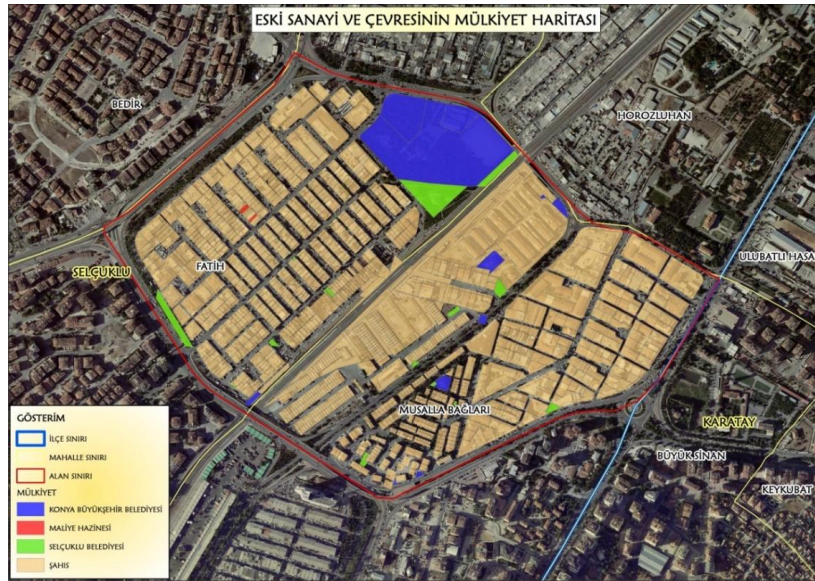 ESKİ SANAYİ VE ÇEVRESİNİN MÜLKİYET HARİTASI
BEDİR
HOROZLUHAN
ULUBATLI HASA
FATİH
SELÇUKLU
MUSALLA BAĞLARI
KARATAY
BÜYÜK SİNAN
KEYKUBAT
GÖSTERİM
İLÇE SINIRI
MAHALLE SINIRI
ALAN SINIRI
MÜLKİYET
KONYA BÜYÜKŞEHİR BELEDİYESİ
MALİYE HAZİNESİ
SELÇUKLU BELEDİYESİ
ŞAHIS